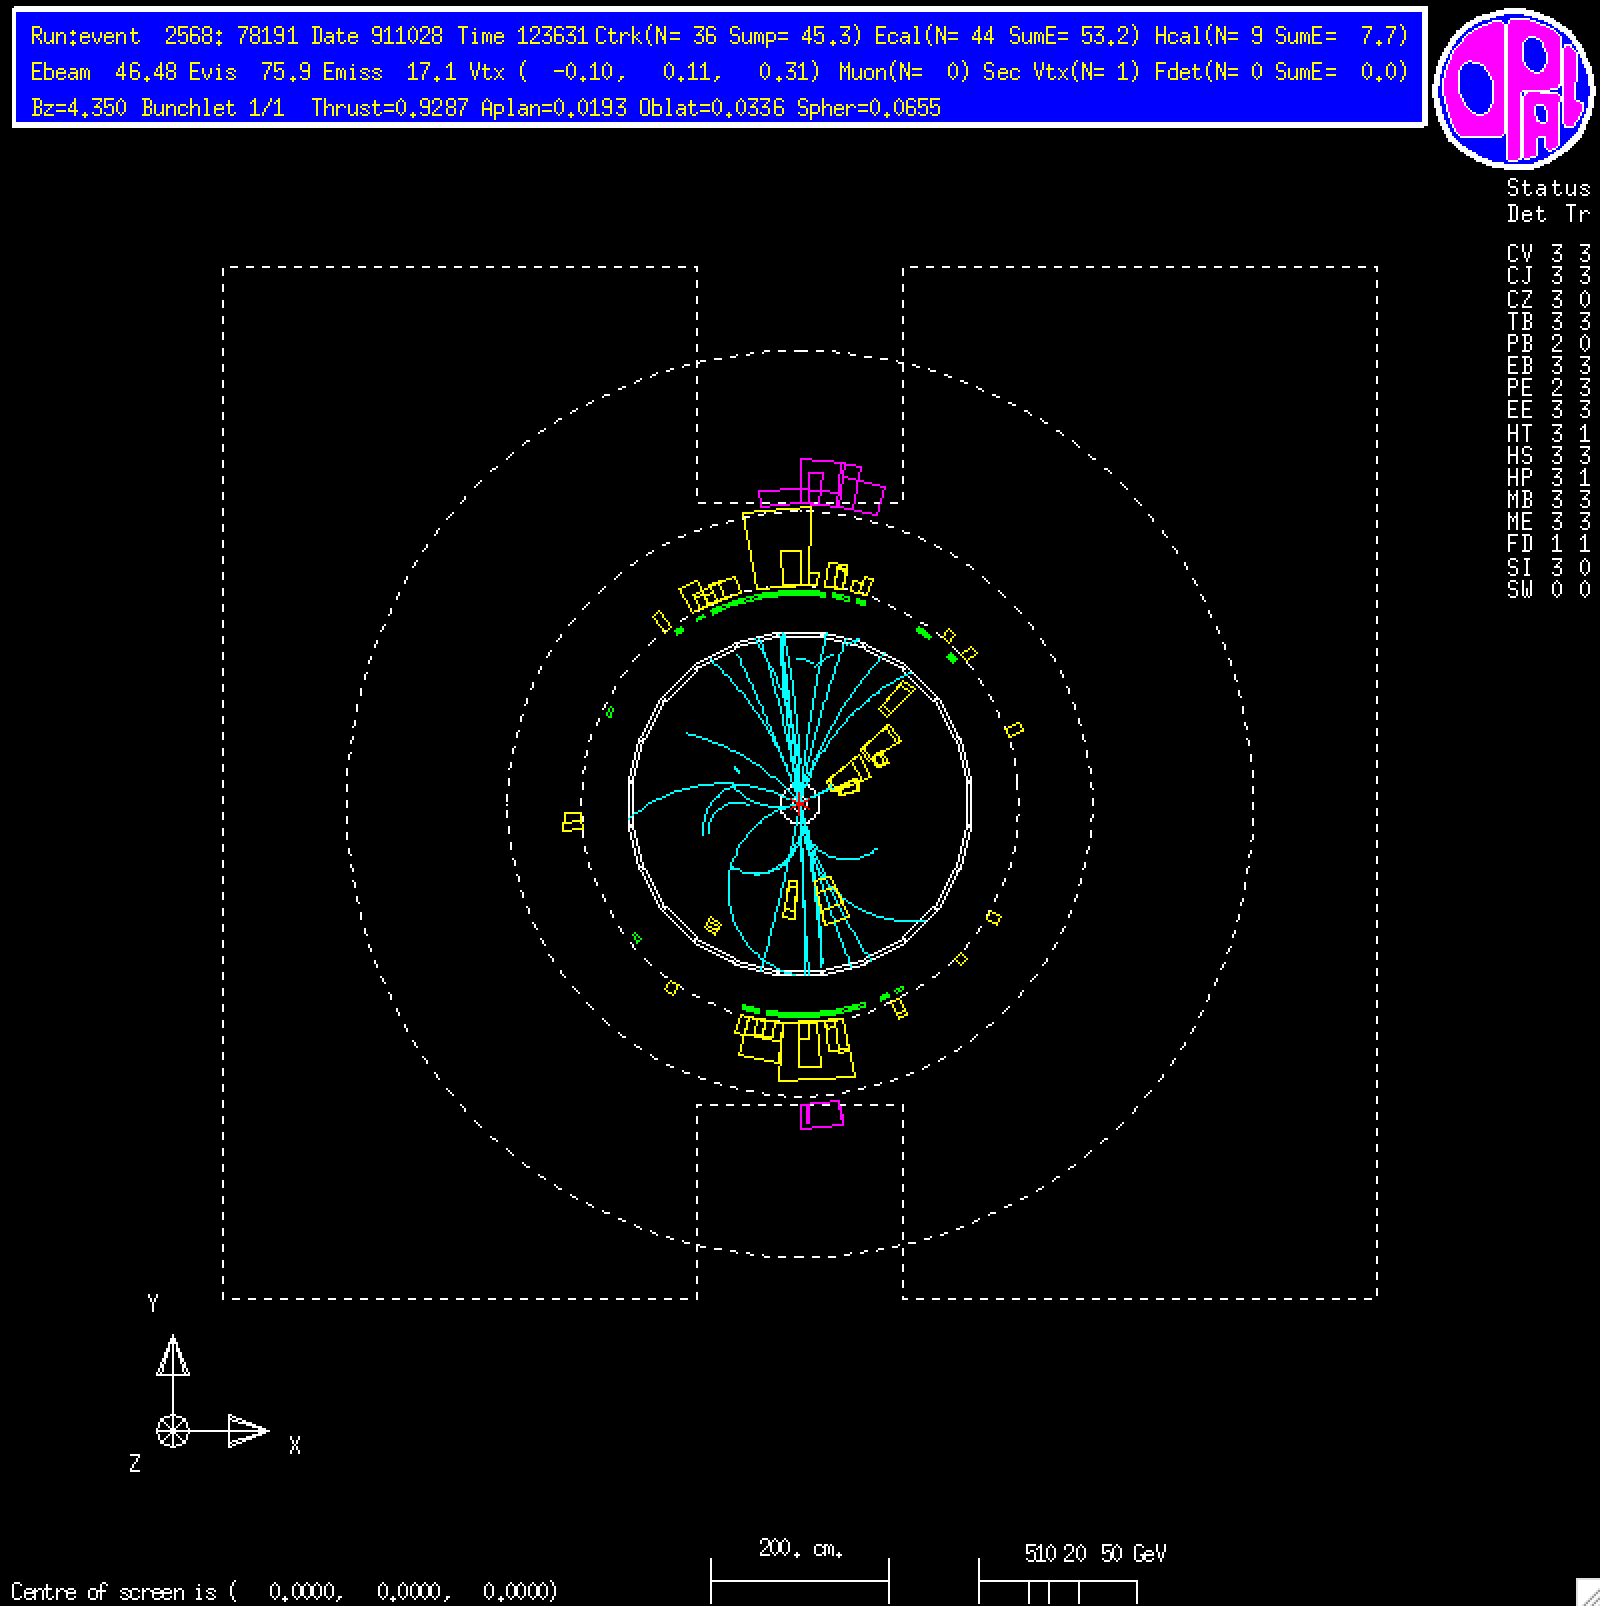 Run:event 2568: 78191 Date 911028 Time 123631 Ctrk(N= 36 Sump= 45.3) Ecal(N= 44 SumE= 53.2) Hcal(N= 9 SumE= 7.7)
Ebeam 46.48 Evis 75.9 Emiss 17.1 Vtx ( -0.10, 0.11, 0.31) Muon(N= 0) Sec Vtx(N= 1) Fdet(N= 0 SumE= 0.0)
Bz=4.350 Bunchlet 1/1 Thrust=0.9287 Aplan=0.0193 Oblat=0.0336 Spher=0.0655
OPAL
Status
Det Tr
CV 3 3
CJ 3 3
CZ 3 0
TB 3 3
PB 2 0
EB 3 3
PE 2 3
EE 3 3
HT 3 1
HS 3 3
HP 3 1
MB 3 3
ME 3 3
FD 1 1
SI 3 0
SW 0 0
Y
X
Z
200. cm.
5 10 20 50 GeV
Centre of screen is ( 0.0000, 0.0000, 0.0000)